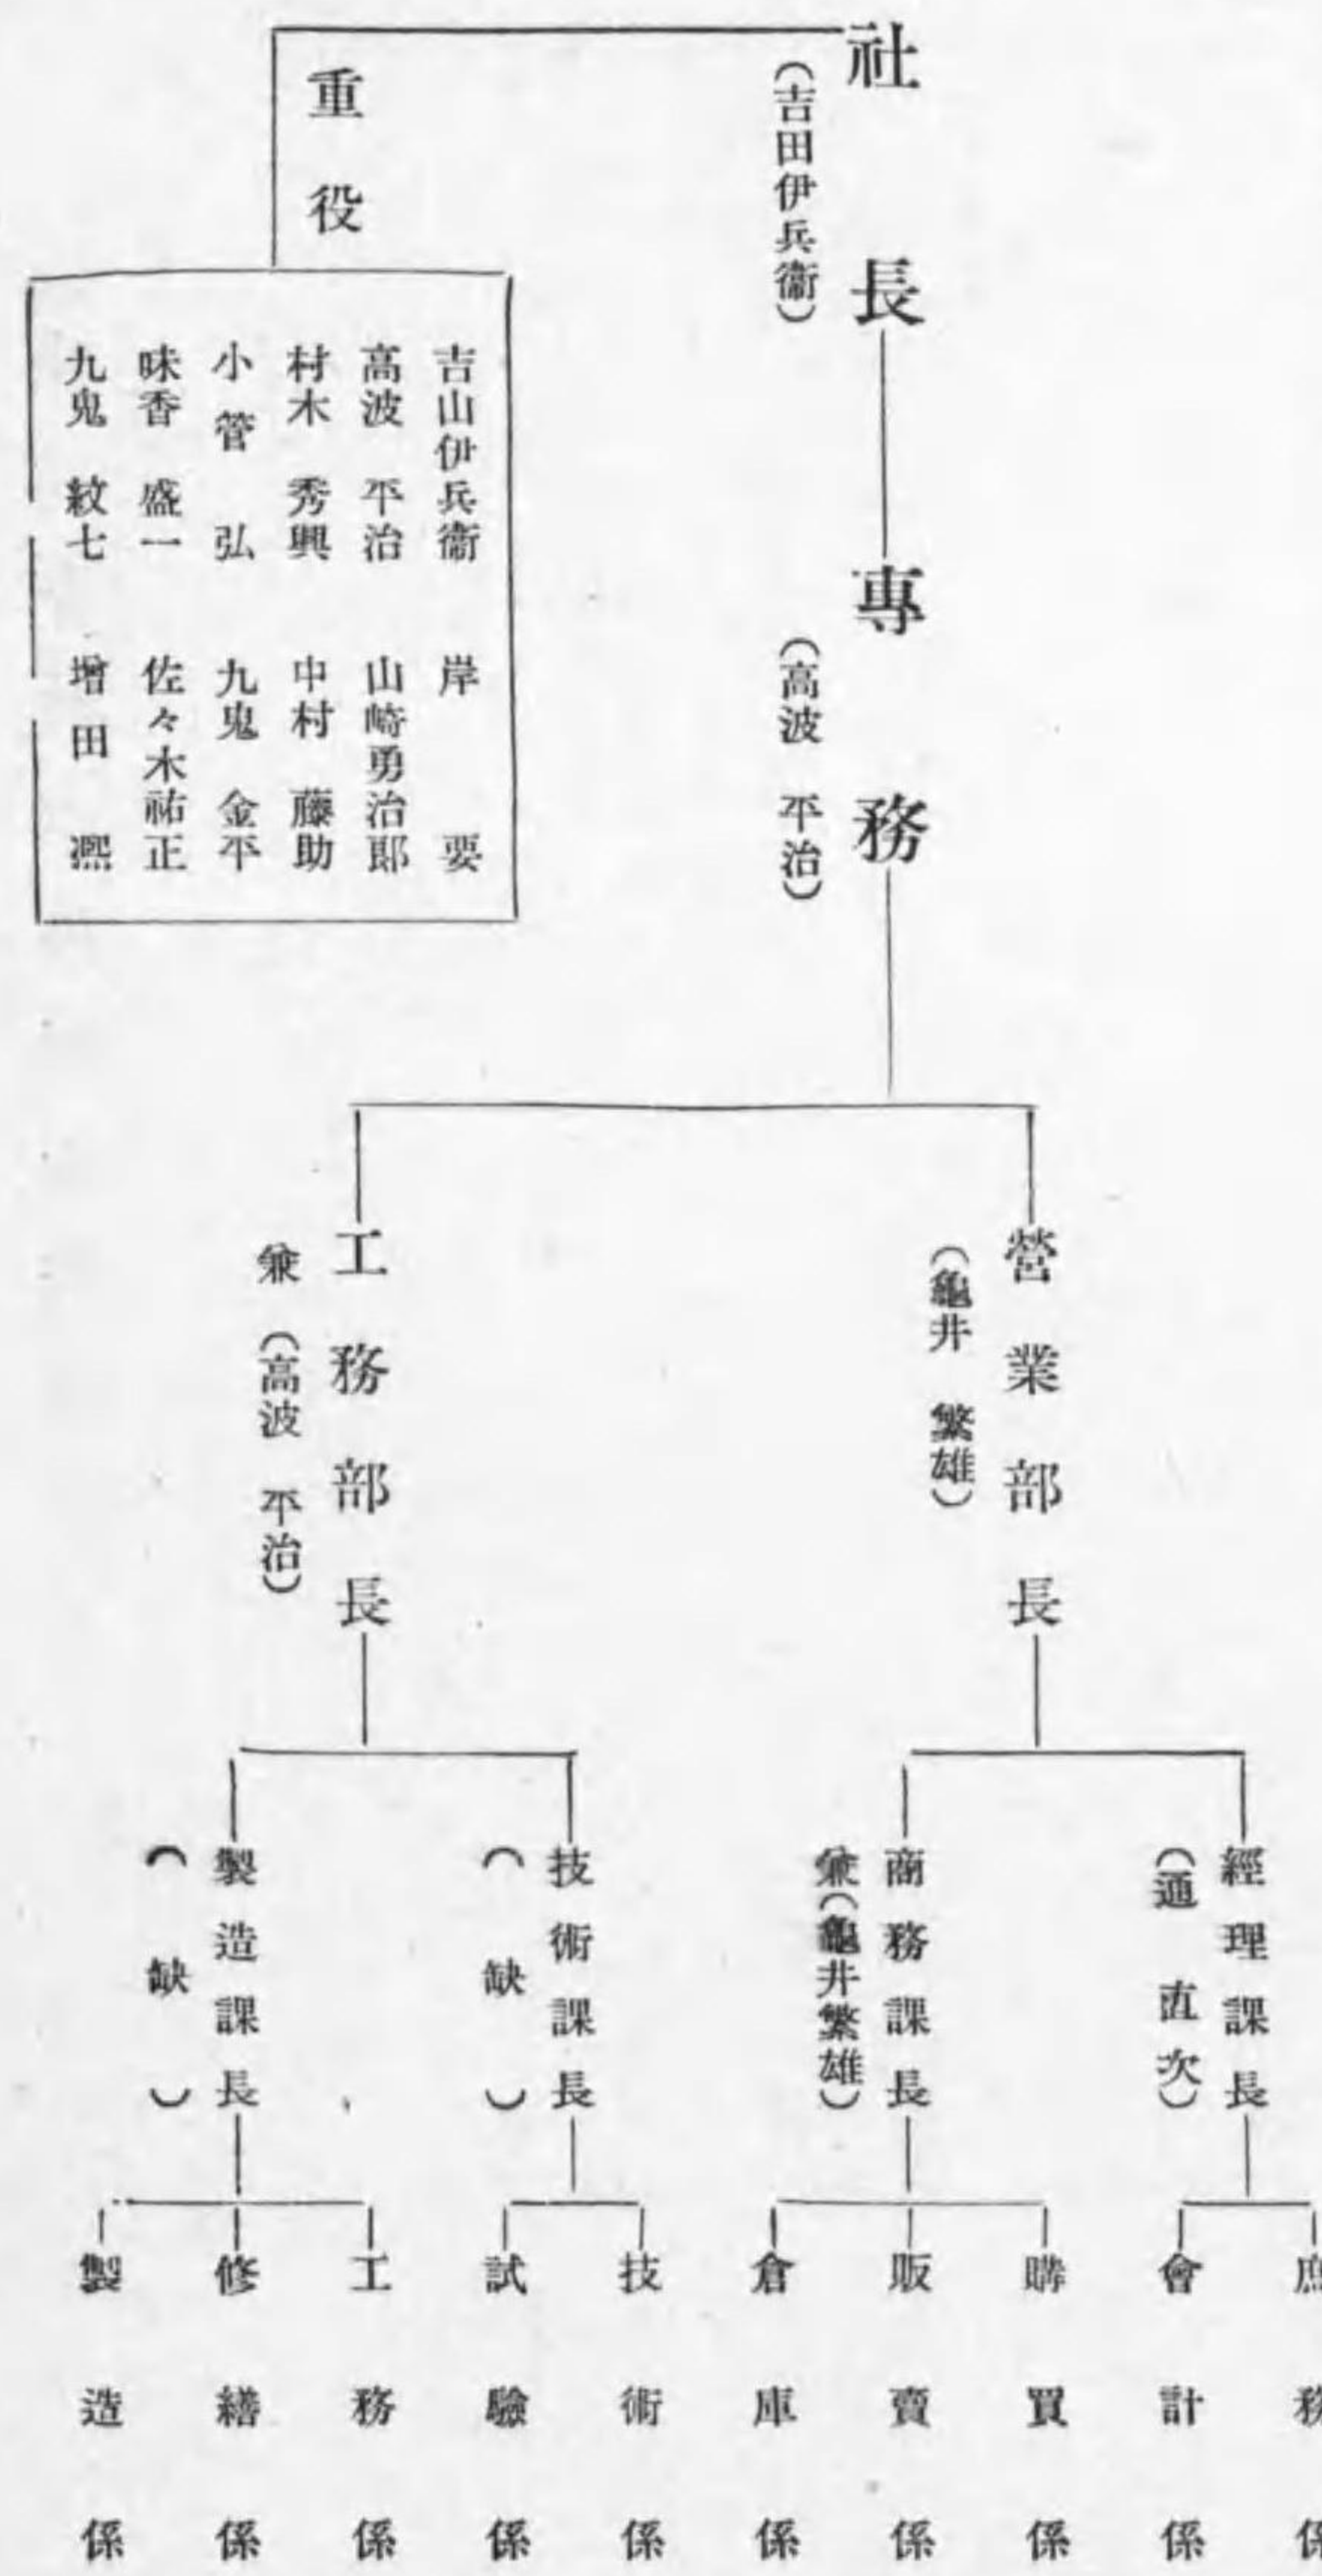 社長
（吉田伊兵衞）
專務
（高波 平治）
重役
吉山伊兵衞 岸要
高波 平治 山崎勇治郎
村木 秀興 中村 藤助
小管 弘 九鬼 金平
味香 盛一 佐々木祐正
九鬼 紋七 增田
營業部長
（龜井 繁雄）
工務部長
兼（高波 平治）
經理課長
（通 直次）
商務課長
兼（龜井繁雄）
技術課長
（缺）
製造課長
（缺）
庶務係
會計係
購買係
販賣係
倉庫係
技術係
試驗係
工務係
修繕係
製造係